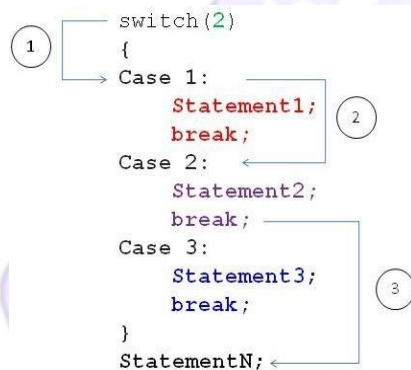 switch(2)
1
{
Case 1:
Statement1;
2
break;
Case 2:
Statement2;
break;
Case 3:
Statement3;
3
break;
}
StatementN;